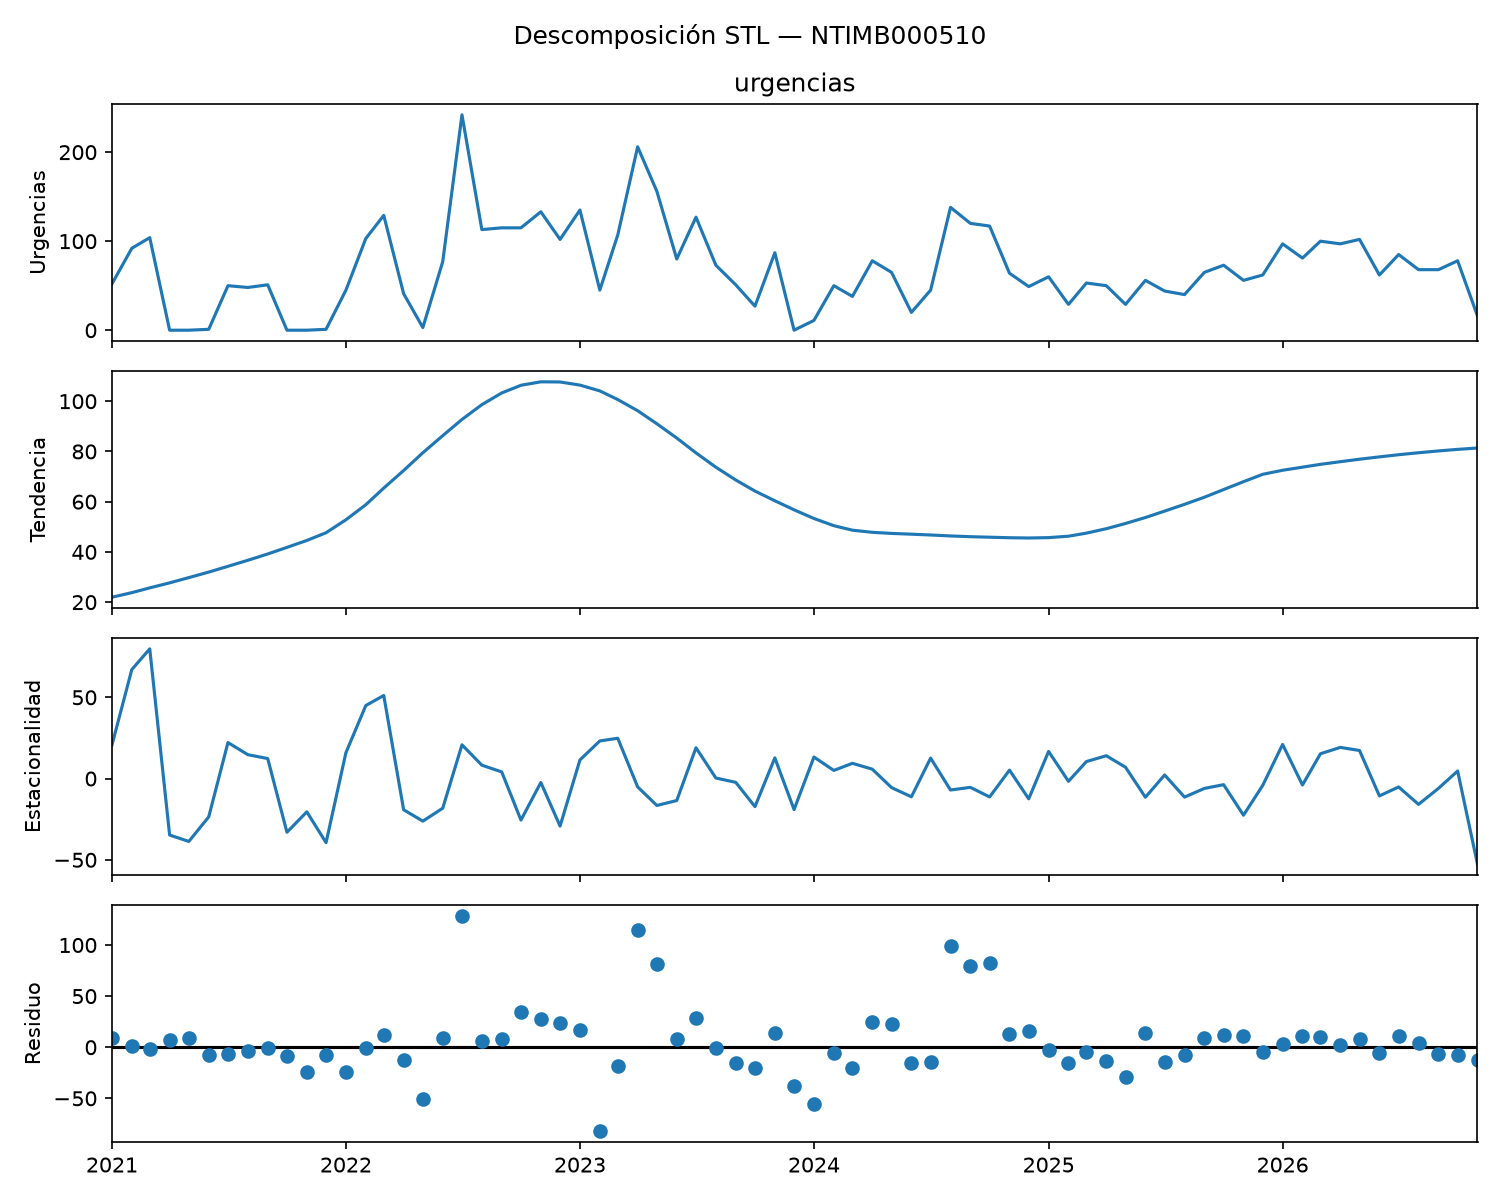 Descomposición STL — NTIMB000510
urgencias
Urgencias
200
100
0
Tendencia
100
80
60
40
20
Estacionalidad
50
0
−50
Residuo
100
50
0
−50
2021 2022 2023 2024 2025 2026